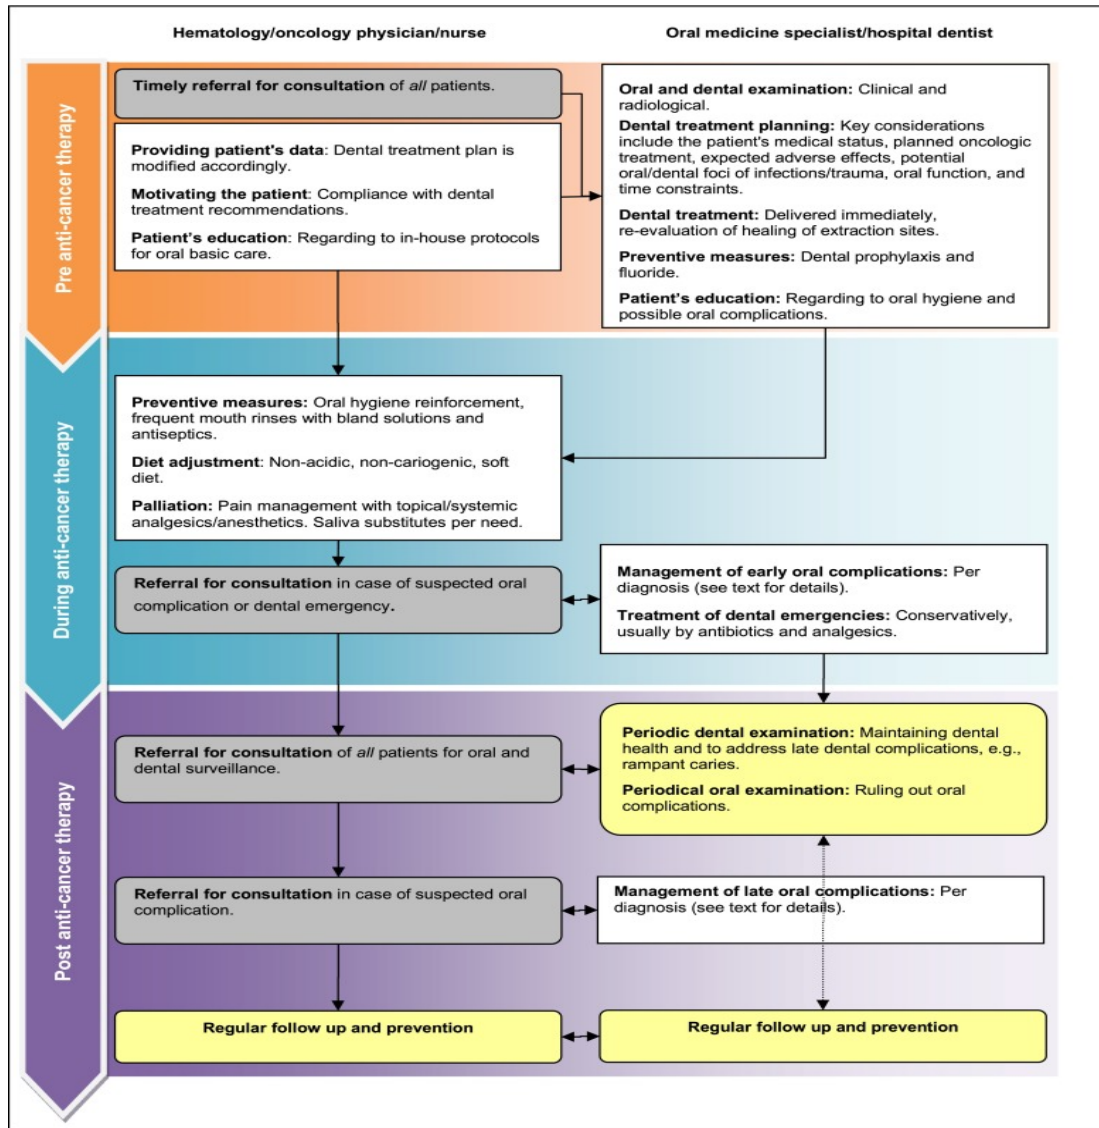 Hematology/oncology physician/nurse
Oral medicine specialist/hospital dentist
Pre anti-cancer therapy
Timely referral for consultation of all patients.
Providing patient's data: Dental treatment plan is
modified accordingly.
Motivating the patient: Compliance with dental
treatment recommendations.
Patient's education: Regarding to in-house protocols
for oral basic care.
Oral and dental examination: Clinical and
radiological.
Dental treatment planning: Key considerations
include the patient's medical status, planned oncologic
treatment, expected adverse effects, potential
oral/dental foci of infections/trauma, oral function, and
time constraints.
Dental treatment: Delivered immediately,
re-evaluation of healing of extraction sites.
Preventive measures: Dental prophylaxis and
fluoride.
Patient's education: Regarding to oral hygiene and
possible oral complications.
During anti-cancer therapy
Preventive measures: Oral hygiene reinforcement,
frequent mouth rinses with bland solutions and
antiseptics.
Diet adjustment: Non-acidic, non-cariogenic, soft
diet.
Palliation: Pain management with topical/systemic
analgesics/anesthetics. Saliva substitutes per need.
Referral for consultation in case of suspected oral
complication or dental emergency.
Management of early oral complications: Per
diagnosis (see text for details).
Treatment of dental emergencies: Conservatively,
usually by antibiotics and analgesics.
Post anti-cancer therapy
Referral for consultation of all patients for oral and
dental surveillance.
Periodic dental examination: Maintaining dental
health and to address late dental complications, e.g.,
rampant caries.
Periodical oral examination: Ruling out oral
complications.
Referral for consultation in case of suspected oral
complication.
Management of late oral complications: Per
diagnosis (see text for details).
Regular follow up and prevention
Regular follow up and prevention